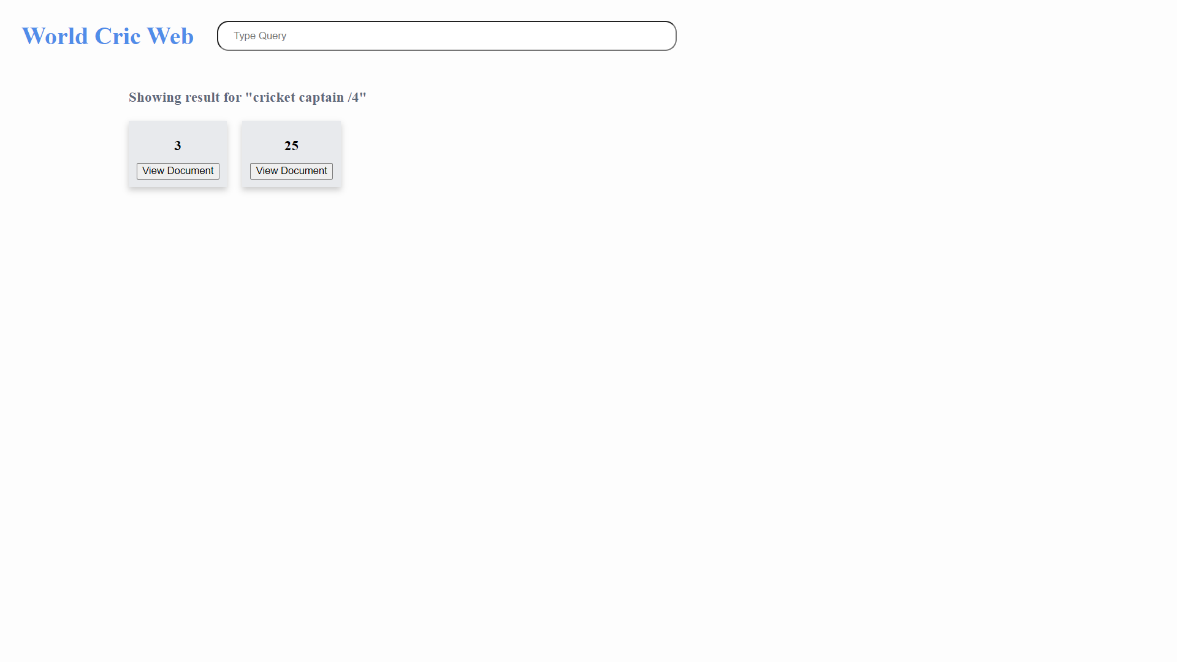 World Cric Web
Type Query
Showing result for "cricket captain /4"
3
View Document
25
View Document